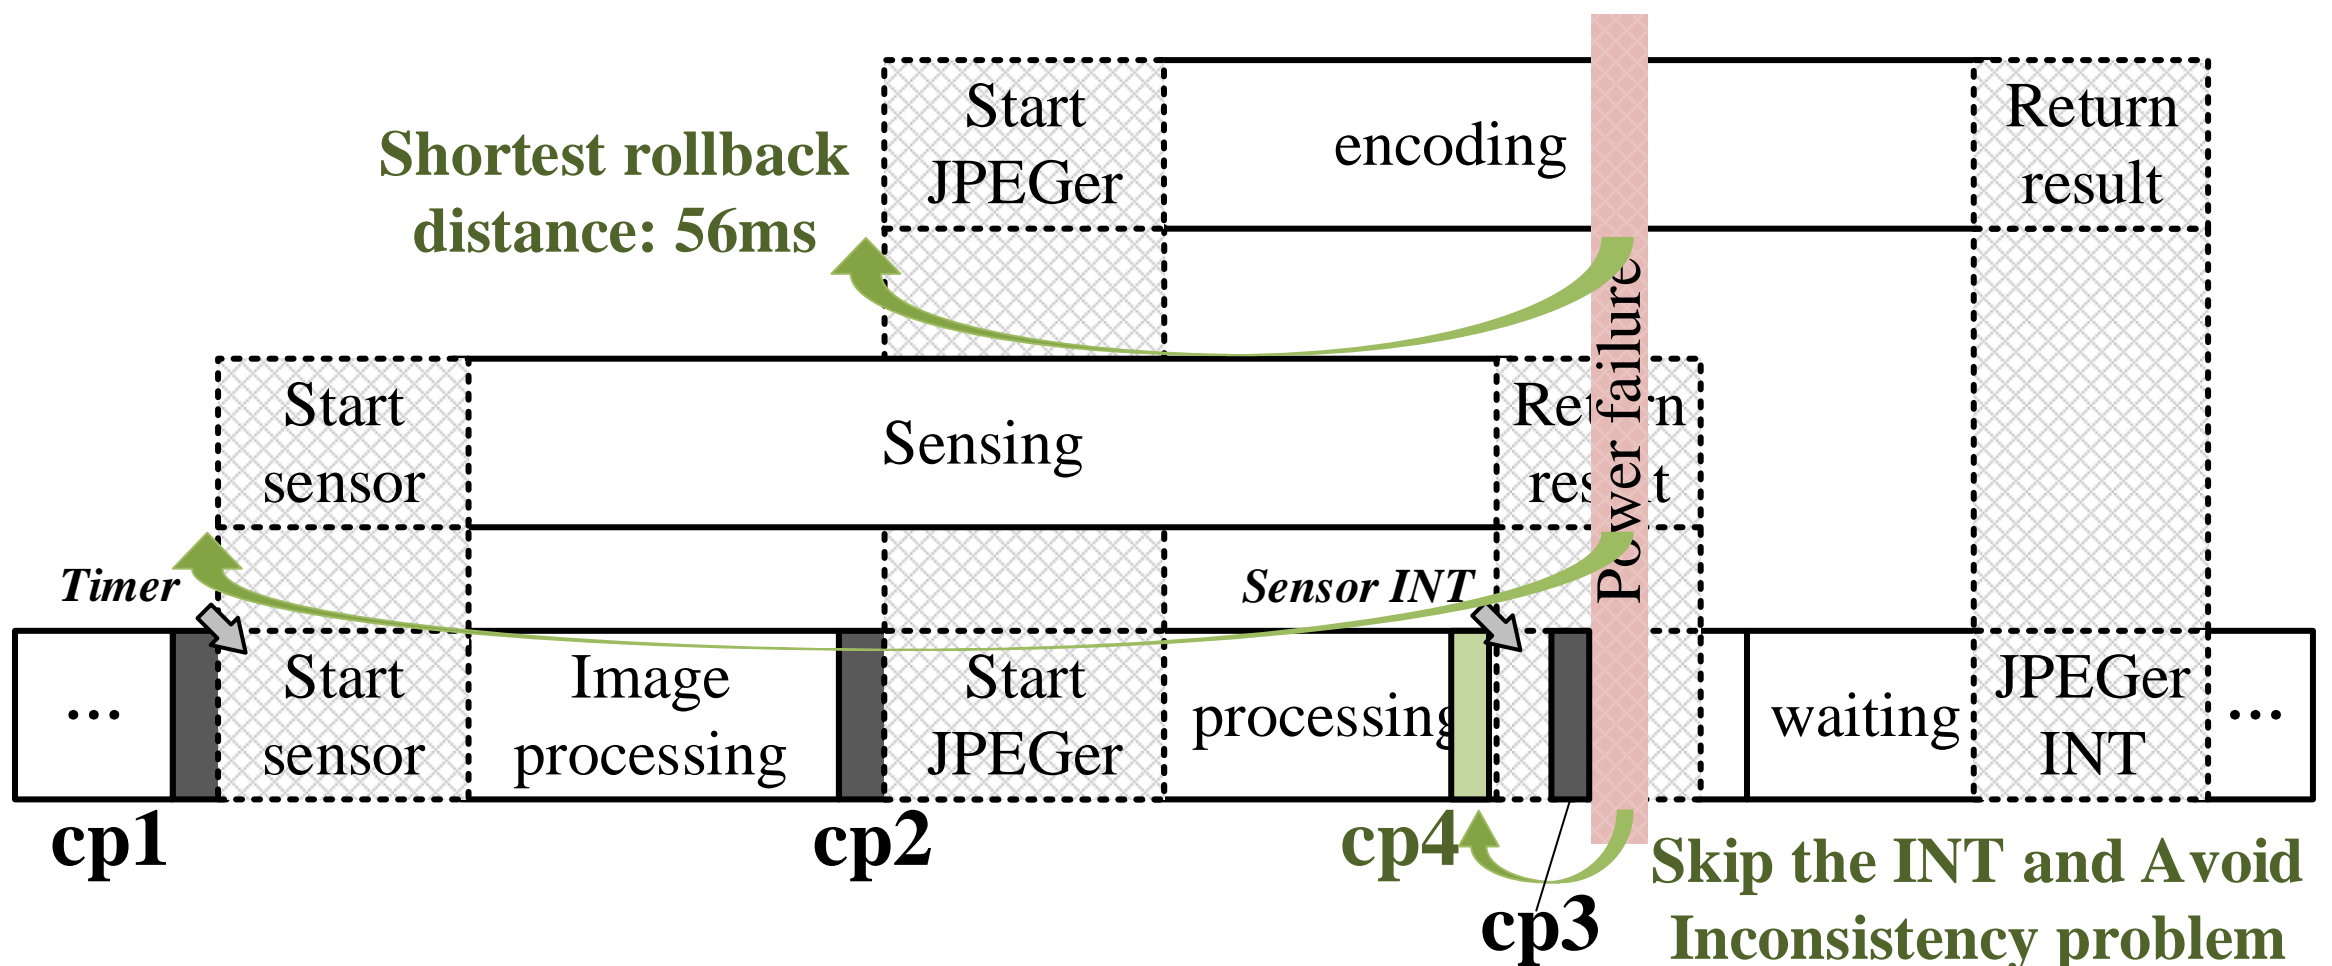 Start
JPEGer
encoding
Return
result
Shortest rollback
distance: 56ms
Start
sensor
Sensing
Return
result
Power failure
Timer
Sensor INT
...
Start
sensor
Image
processing
Start
JPEGer
processing
waiting
JPEGer
INT
...
cp1
cp2
cp4
cp3
Skip the INT and Avoid
Inconsistency problem